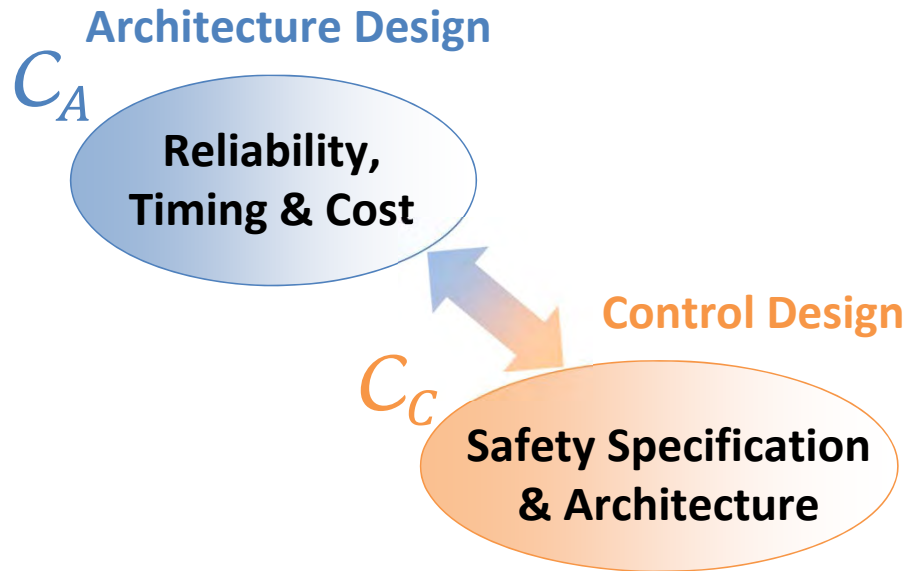 Architecture Design
C_A
Reliability,
Timing & Cost
Control Design
C_C
Safety Specification
& Architecture